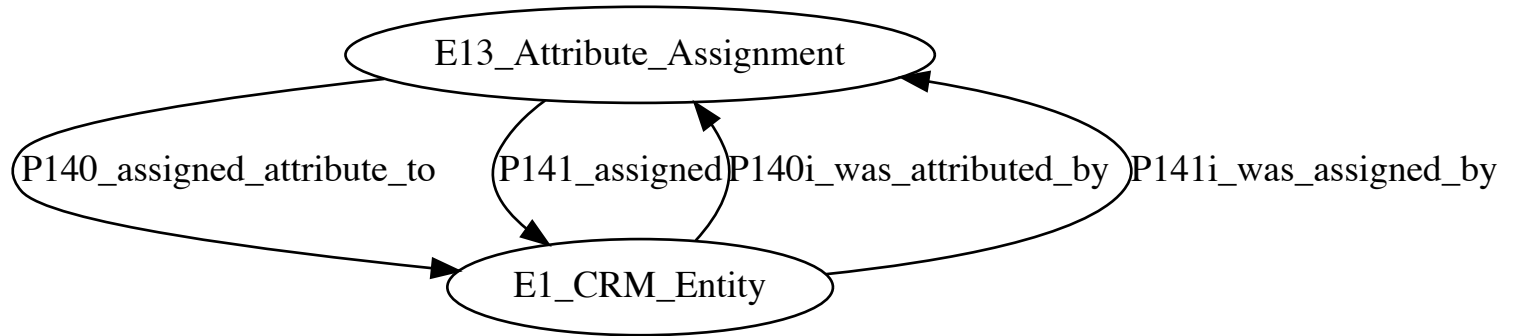 E13_Attribute_Assignment
P140_assigned_attribute_to
P141_assigned
P140i_was_attributed_by
P141i_was_assigned_by
E1_CRM_Entity